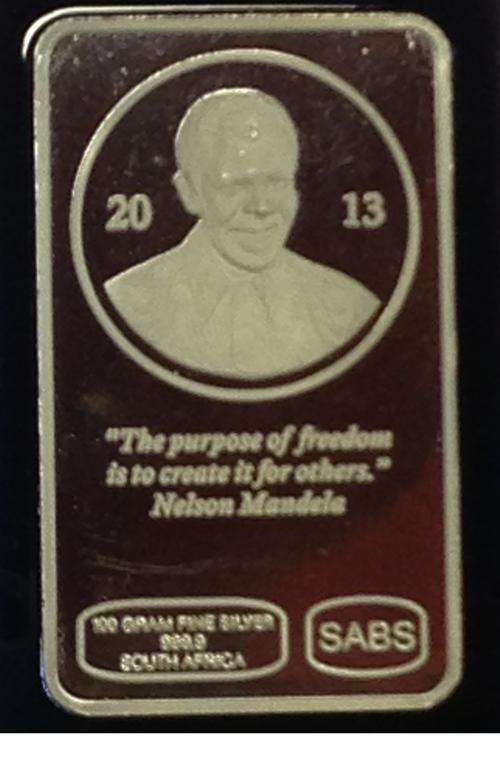 20 13
"The purpose of freedom
is to create it for others."
Nelson Mandela
100 GRAM FINE SILVER
999.9
SOUTH AFRICA
SABS